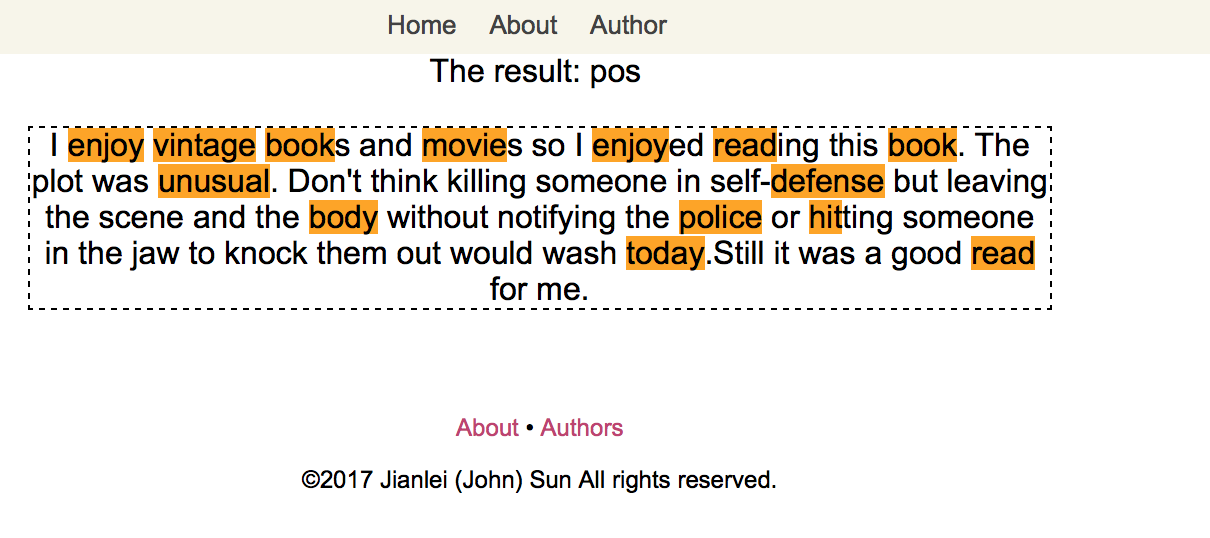 Home About Author
The result: pos
I enjoy vintage books and movies so I enjoyed reading this book. The
plot was unusual. Don't think killing someone in self-defense but leaving
the scene and the body without notifying the police or hitting someone
in the jaw to knock them out would wash today.Still it was a good read
for me.
About • Authors
©2017 Jianlei (John) Sun All rights reserved.